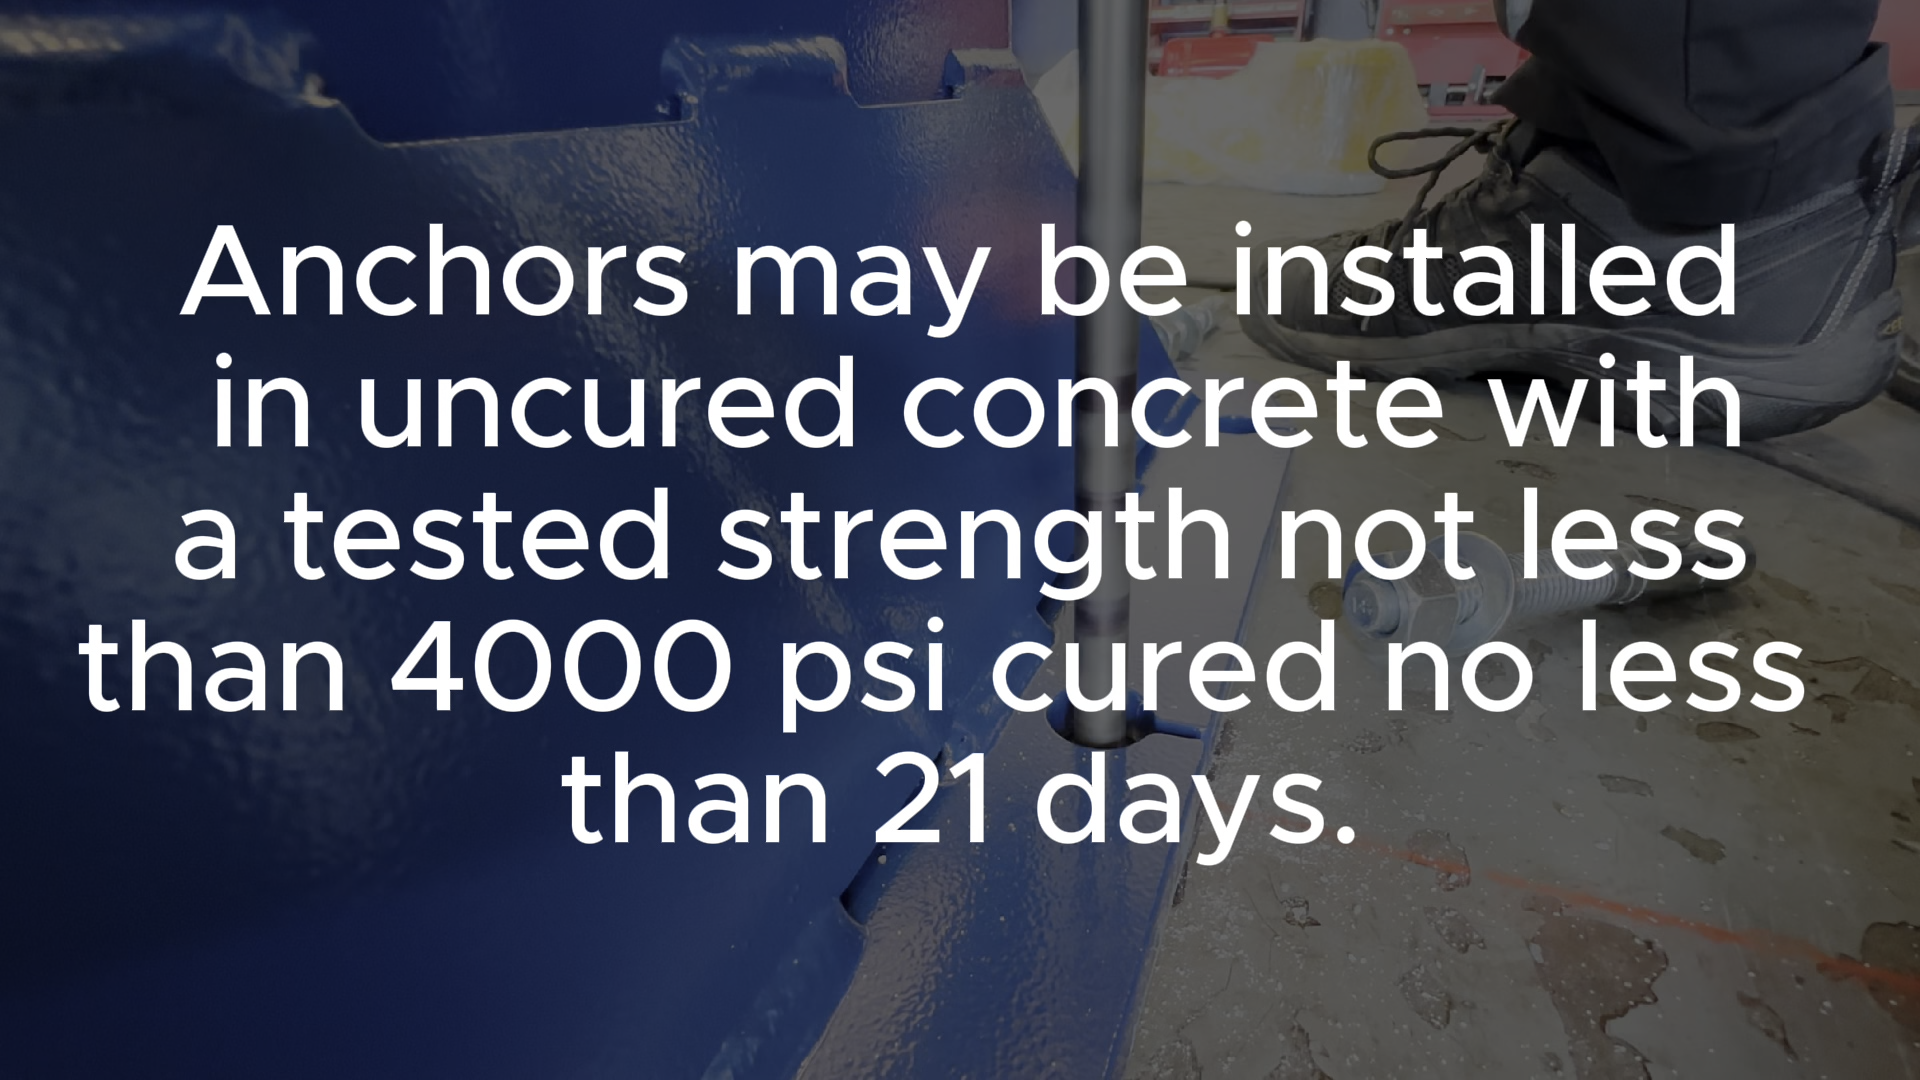 Anchors may be installed
in uncured concrete with
a tested strength not less
than 4000 psi cured no less
than 21 days.